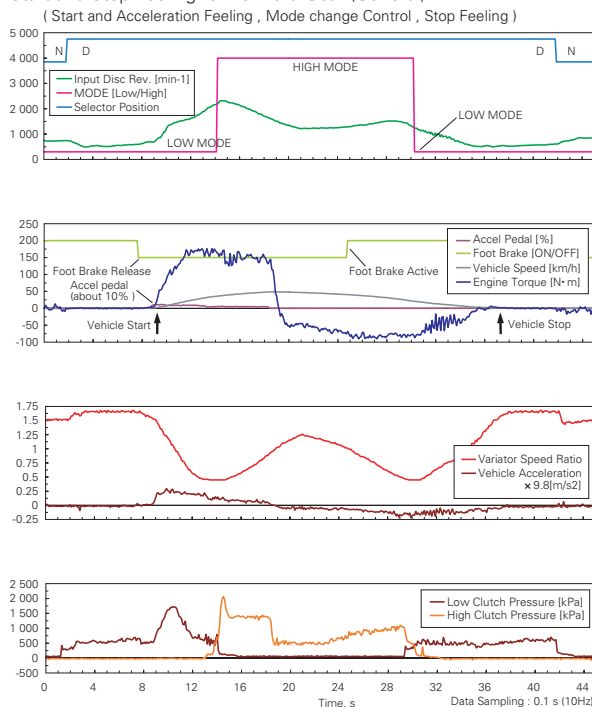 ( Start and Acceleration Feeling , Mode change Control , Stop Feeling )
5 000
4 000
3 000
2 000
1 000
0
N
D
D
N
Input Disc Rev. [min-1]
MODE [Low/High]
Selector Position
HIGH MODE
LOW MODE
LOW MODE
250
200
150
100
50
0
-50
-100
Foot Brake Release
Accel pedal
(about 10% )
Vehicle Start
Foot Brake Active
Vehicle Stop
Accel Pedal [%]
Foot Brake [ON/OFF]
Vehicle Speed [km/h]
Engine Torque [N·m]
1.75
1.5
1
0.5
0.25
0
-0.25
Variator Speed Ratio
Vehicle Acceleration
×9.8[m/s2]
2 500
2 000
1 500
1 000
500
0
-500
Low Clutch Pressure [kPa]
High Clutch Pressure [kPa]
0 4 8 12 16 20 24 28 32 36 40 44
Time, s
Data Sampling : 0.1 s (10Hz)